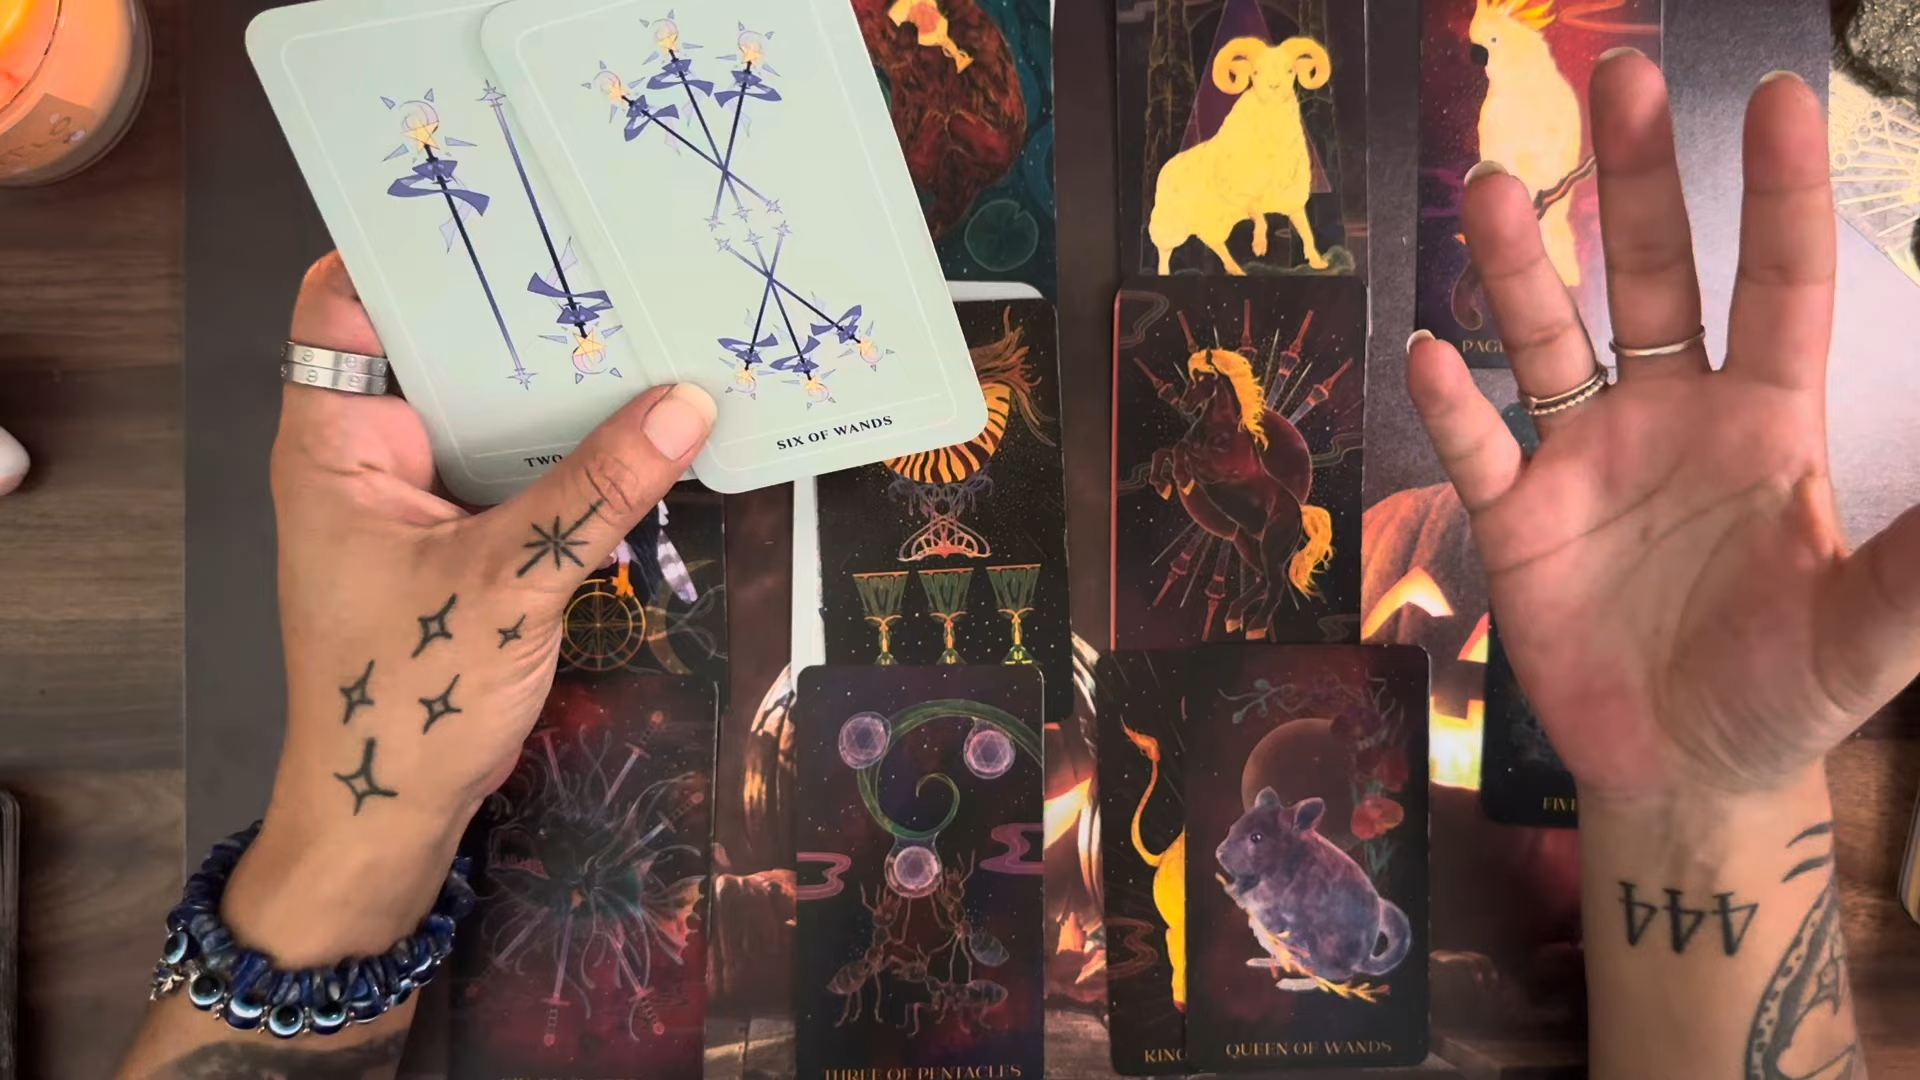 TWO
SIX OF WANDS
PAGE
FIVE
444
KING
QUEEN OF WANDS
THREE OF PENTACLES